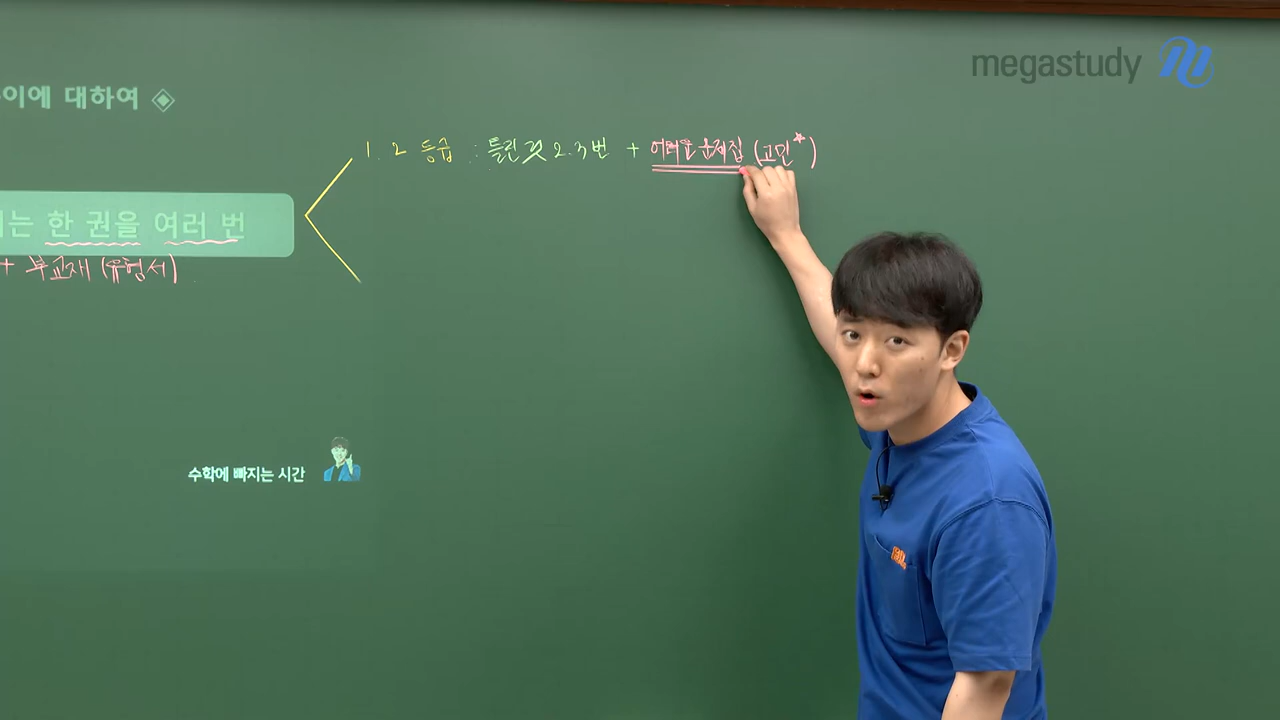 megastudy
이에 대하여 ◈
1. 2 등급 : 틀린 것 2.3번 + 어려운 문제집 (고민*)
는 한 권을 여러 번
+ 부교재 (유형서)
수학에 빠지는 시간